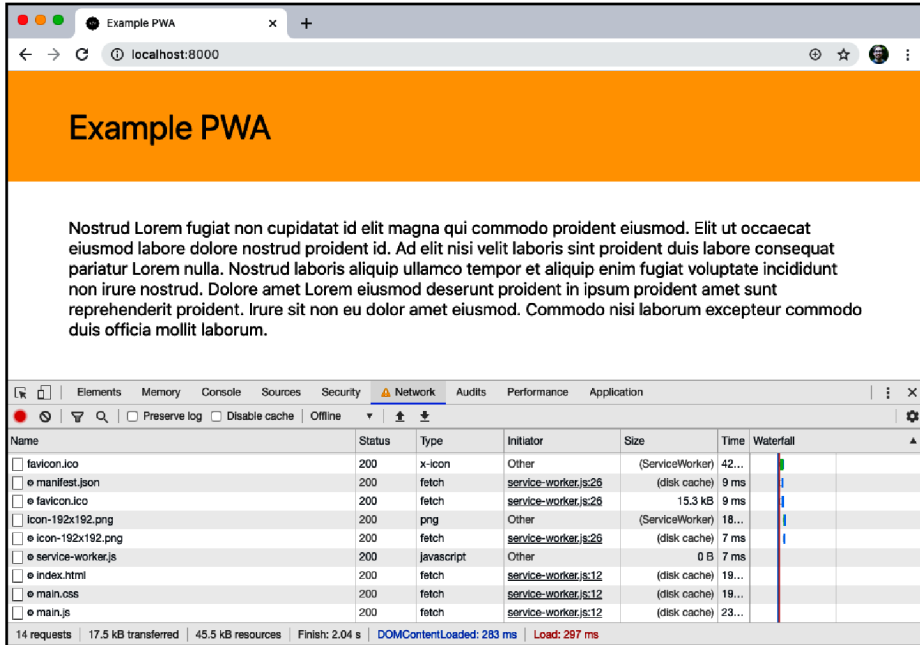 Example PWA
localhost:8000
Example PWA
Nostrud Lorem fugiat non cupidatat id elit magna qui commodo proident eiusmod. Elit ut occaecat
eiusmod labore dolore nostrud proident id. Ad elit nisi velit laboris sint proident duis labore consequat
pariatur Lorem nulla. Nostrud laboris aliquip ullamco tempor et aliquip enim fugiat voluptate incididunt
non irure nostrud. Dolore amet Lorem eiusmod deserunt proident in ipsum proident amet sunt
reprehenderit proident. Irure sit non eu dolor amet eiusmod. Commodo nisi laborum excepteur commodo
duis officia mollit laborum.
Elements Memory Console Sources Security Network Audits Performance Application
Preserve log Disable cache Offline
Name Status Type Initiator Size Time Waterfall
favicon.ico 200 x-icon Other (ServiceWorker) 42...
manifest.json 200 fetch service-worker.js:26 (disk cache) 9 ms
favicon.ico 200 fetch service-worker.js:26 15.3 kB 9 ms
icon-192x192.png 200 png Other (ServiceWorker) 18...
icon-192x192.png 200 fetch service-worker.js:26 (disk cache) 7 ms
service-worker.js 200 javascript Other 0 B 7 ms
index.html 200 fetch service-worker.js:12 (disk cache) 19...
main.css 200 fetch service-worker.js:12 (disk cache) 19...
main.js 200 fetch service-worker.js:12 (disk cache) 23...
14 requests 17.5 kB transferred 45.5 kB resources Finish: 2.04 s DOMContentLoaded: 283 ms Load: 297 ms